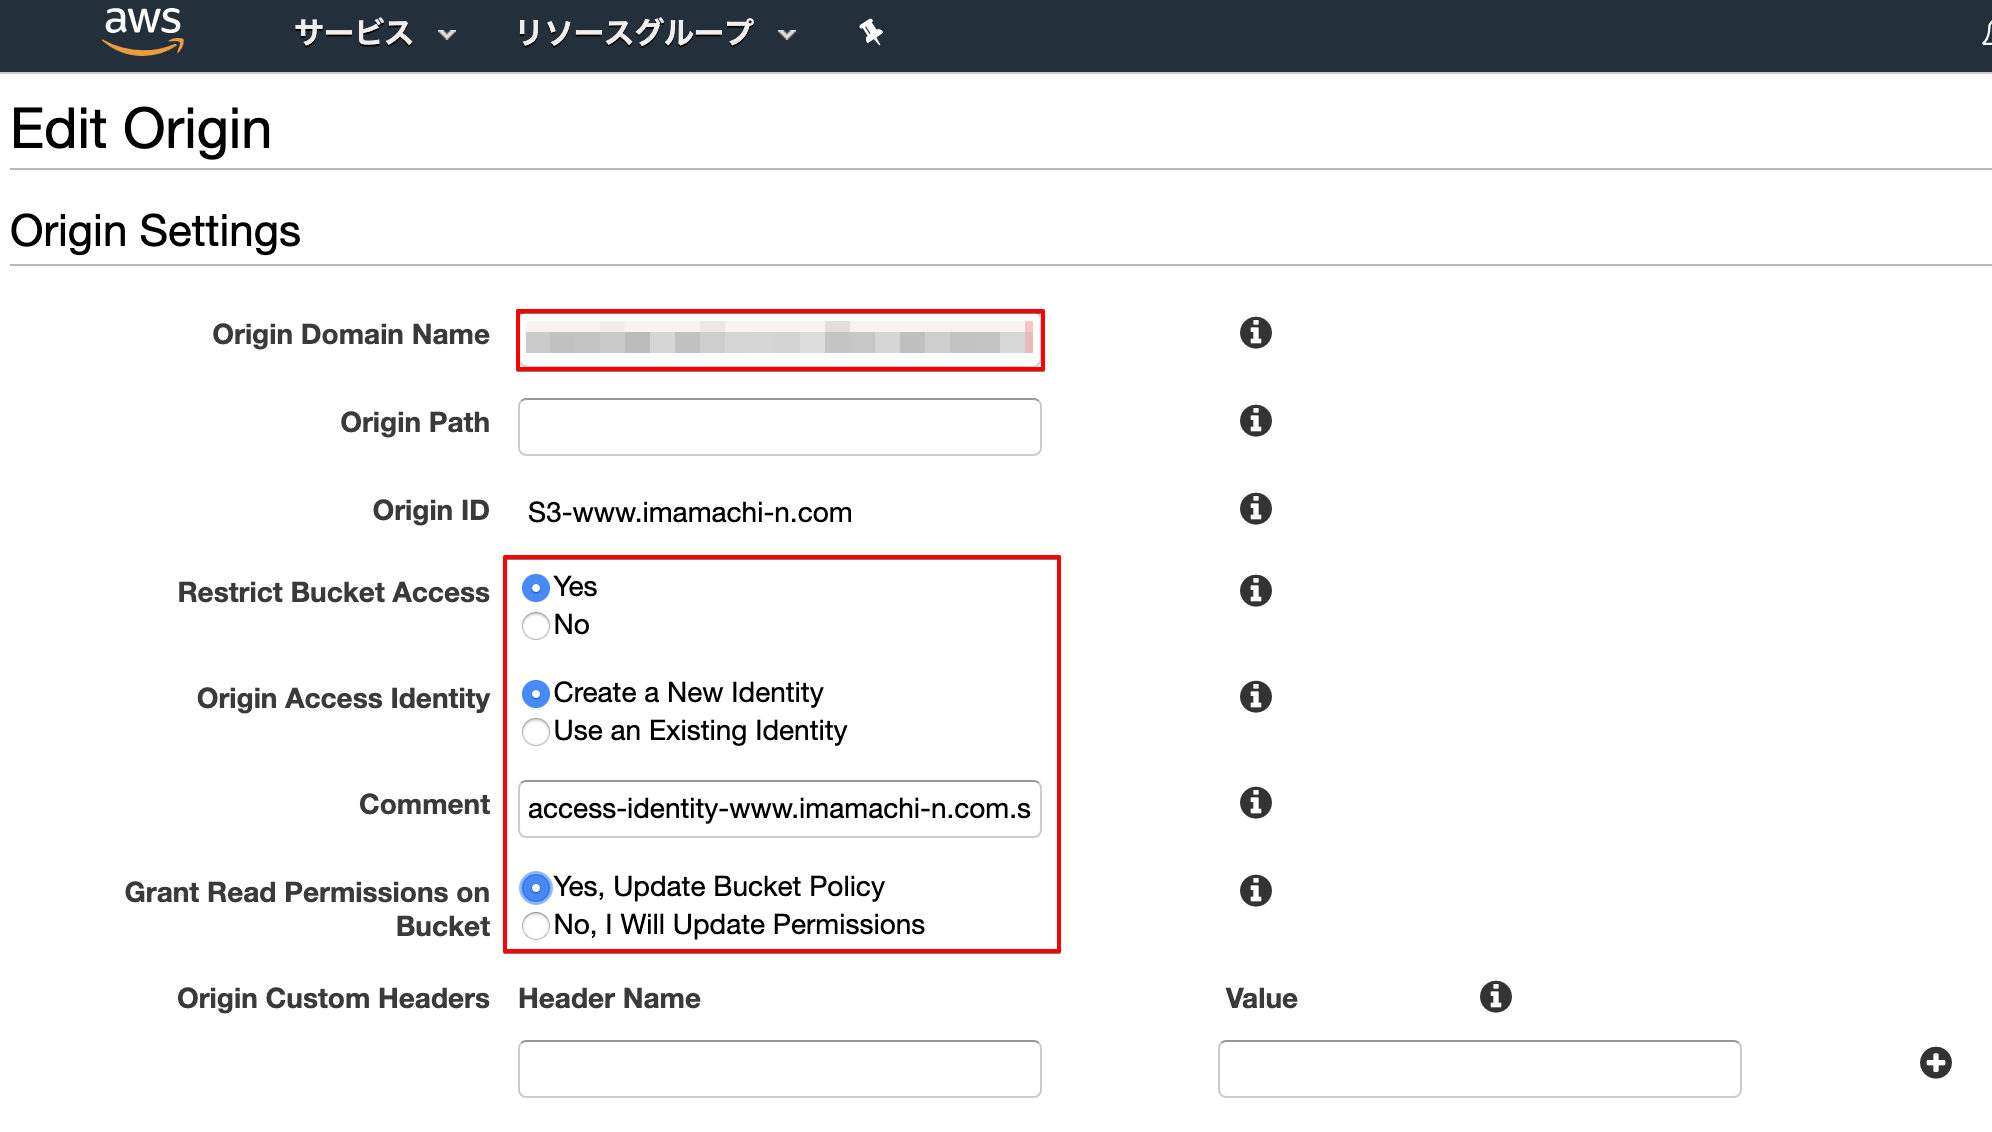 aws サービス リソースグループ
Edit Origin
Origin Settings
Origin Domain Name
Origin Path
Origin ID S3-www.imamachi-n.com
Restrict Bucket Access Yes
No
Origin Access Identity Create a New Identity
Use an Existing Identity
Comment access-identity-www.imamachi-n.com.s
Grant Read Permissions on Yes, Update Bucket Policy
Bucket No, I Will Update Permissions
Origin Custom Headers Header Name Value